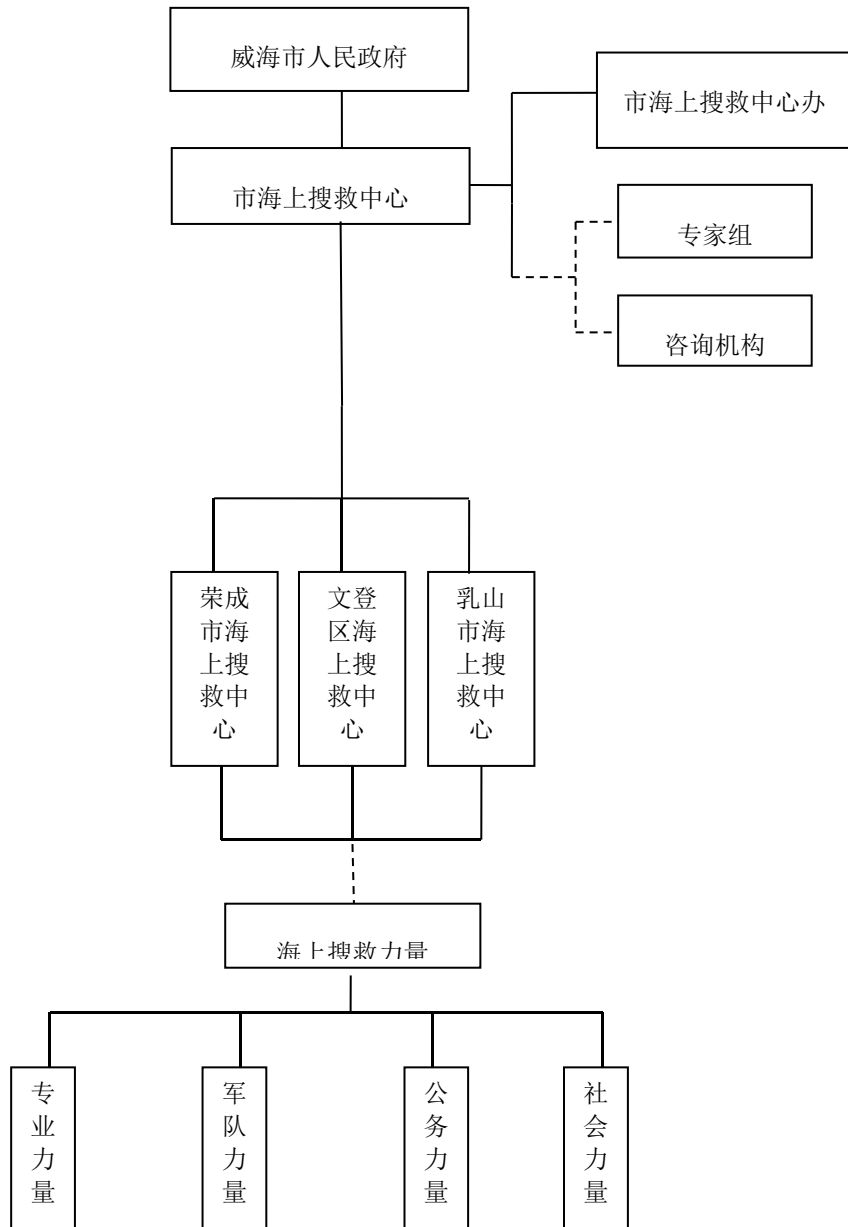 威海市人民政府
市海上搜救中心办
市海上搜救中心
专家组
咨询机构
荣成
市海
上搜
救中
心
文登
区海
上搜
救中
心
乳山
市海
上搜
救中
心
海上搜救力量
专
业
力
量
军
队
力
量
公
务
力
量
社
会
力
量